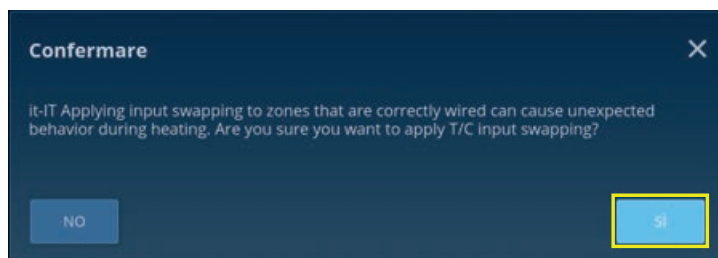 Confermare
it-IT Applying input swapping to zones that are correctly wired can cause unexpected
behavior during heating. Are you sure you want to apply T/C input swapping?
NO
SÌ